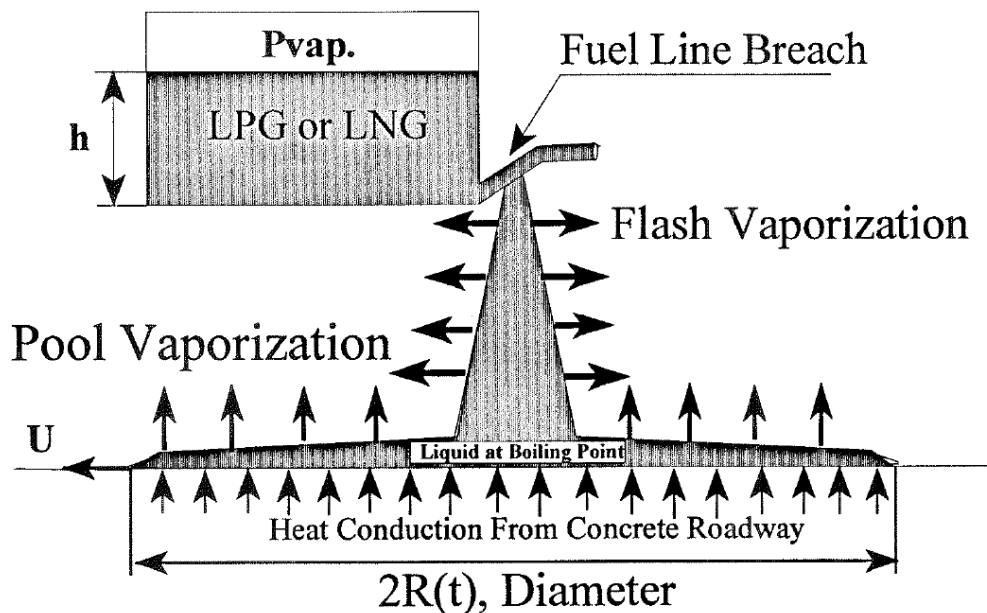 Pvap.
Fuel Line Breach
LPG or LNG
h
Flash Vaporization
Pool Vaporization
U
Liquid at Boiling Point
Heat Conduction From Concrete Roadway
2R(t), Diameter